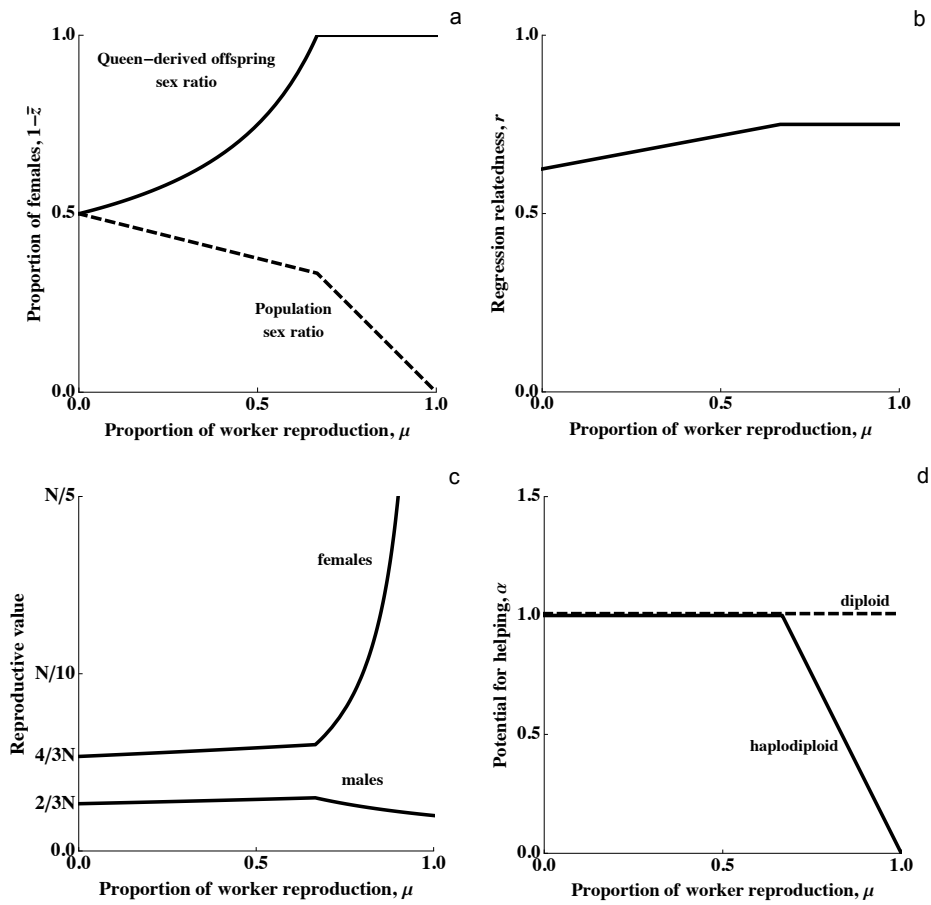 a
1.0
Queen−derived offspring
sex ratio
Proportion of females, 1−z̄
0.5
Population
sex ratio
0.0
0.0
0.5
1.0
Proportion of worker reproduction, μ
b
1.0
Regression relatedness, r
0.5
0.0
0.0
0.5
1.0
Proportion of worker reproduction, μ
c
N/5
females
Reproductive value
N/10
4/3N
males
2/3N
0.0
0.0
0.5
1.0
Proportion of worker reproduction, μ
d
1.5
Potential for helping, α
diploid
1.0
haplodiploid
0.5
0.0
0.0
0.5
1.0
Proportion of worker reproduction, μ